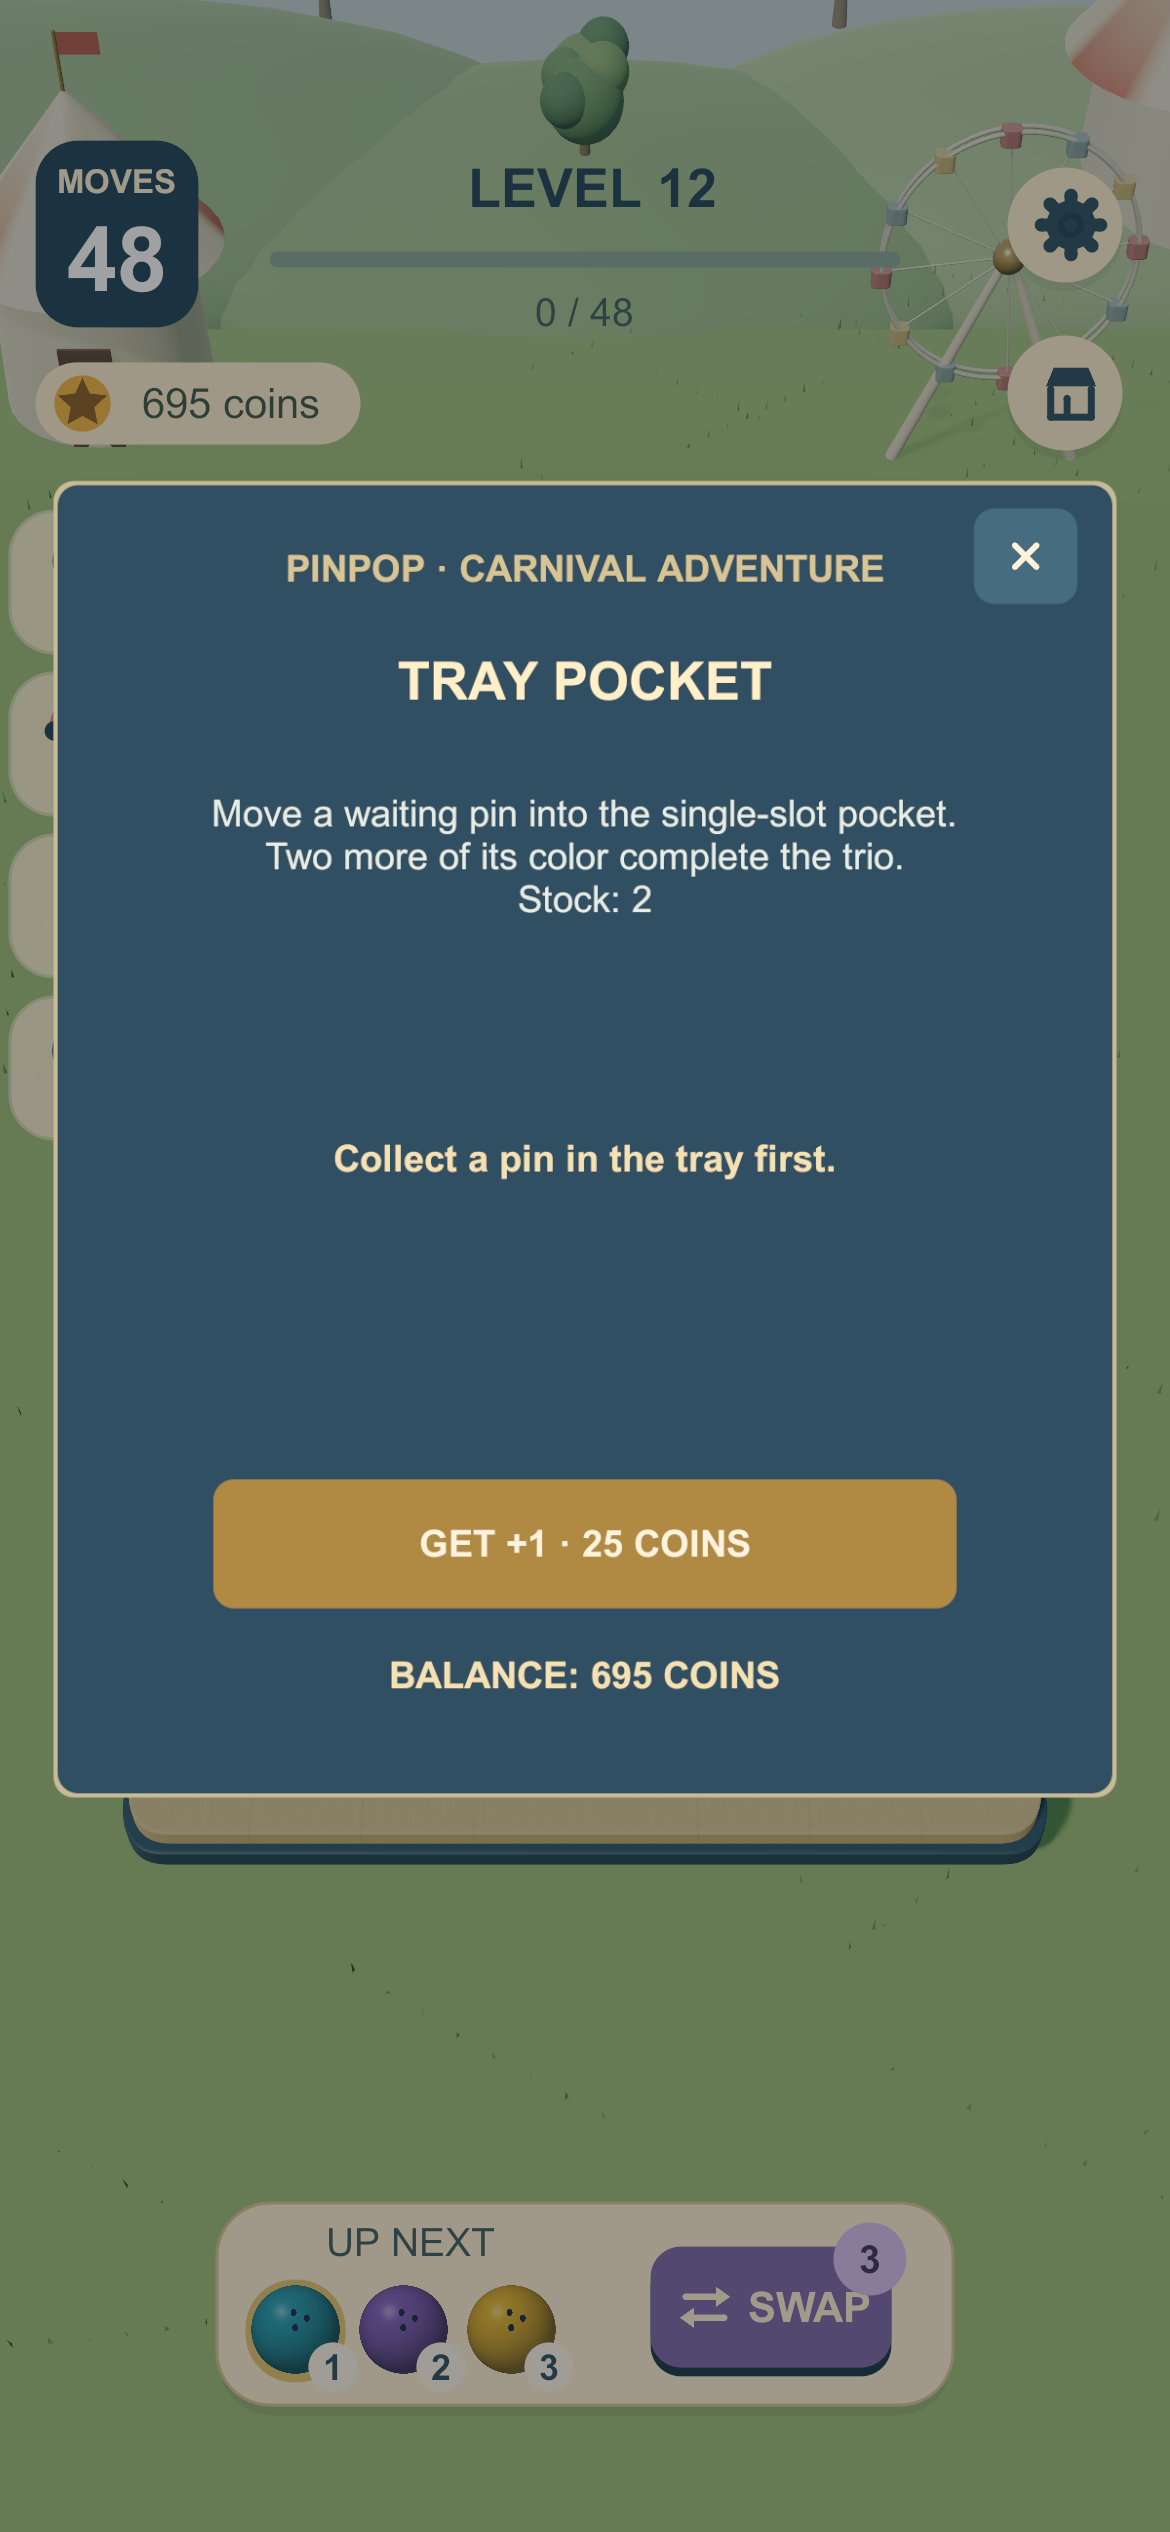 MOVES
48
LEVEL 12
0 / 48
695 coins
PINPOP · CARNIVAL ADVENTURE
TRAY POCKET
Move a waiting pin into the single-slot pocket.
Two more of its color complete the trio.
Stock: 2
Collect a pin in the tray first.
GET +1 · 25 COINS
BALANCE: 695 COINS
UP NEXT
1
2
3
SWAP
3